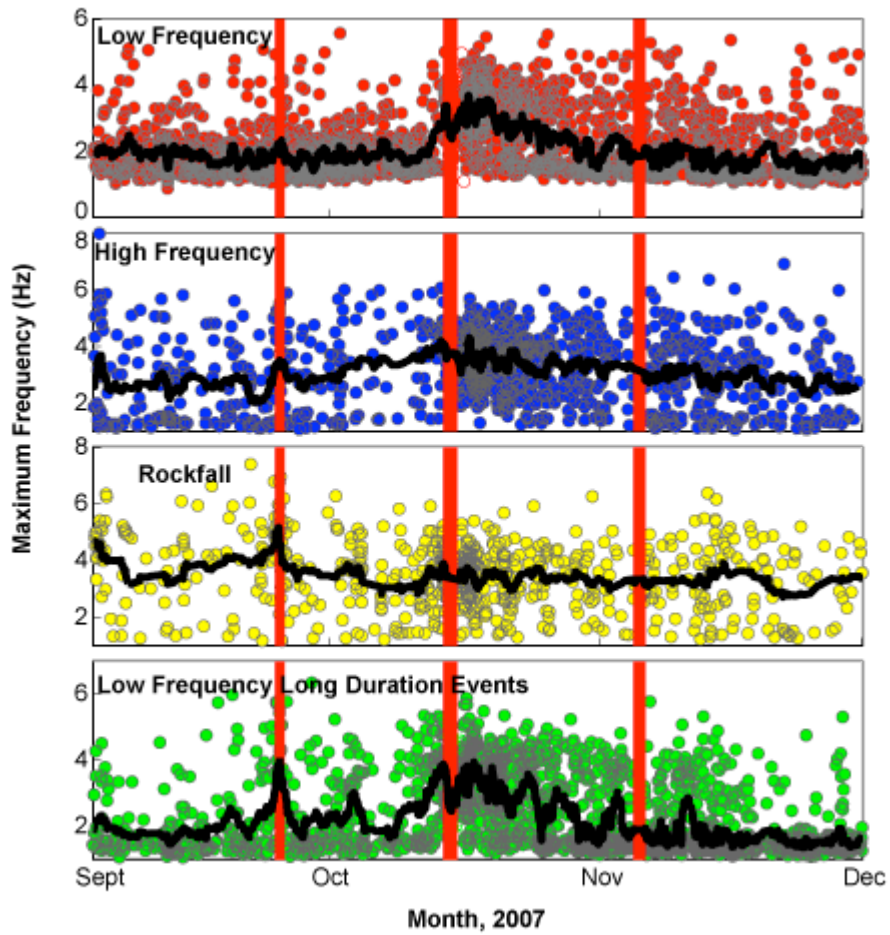 Low Frequency
6
4
2
0
High Frequency
8
6
4
2
Rockfall
8
6
4
2
Low Frequency Long Duration Events
6
4
2
Sept Oct Nov Dec
Maximum Frequency (Hz)
Month, 2007